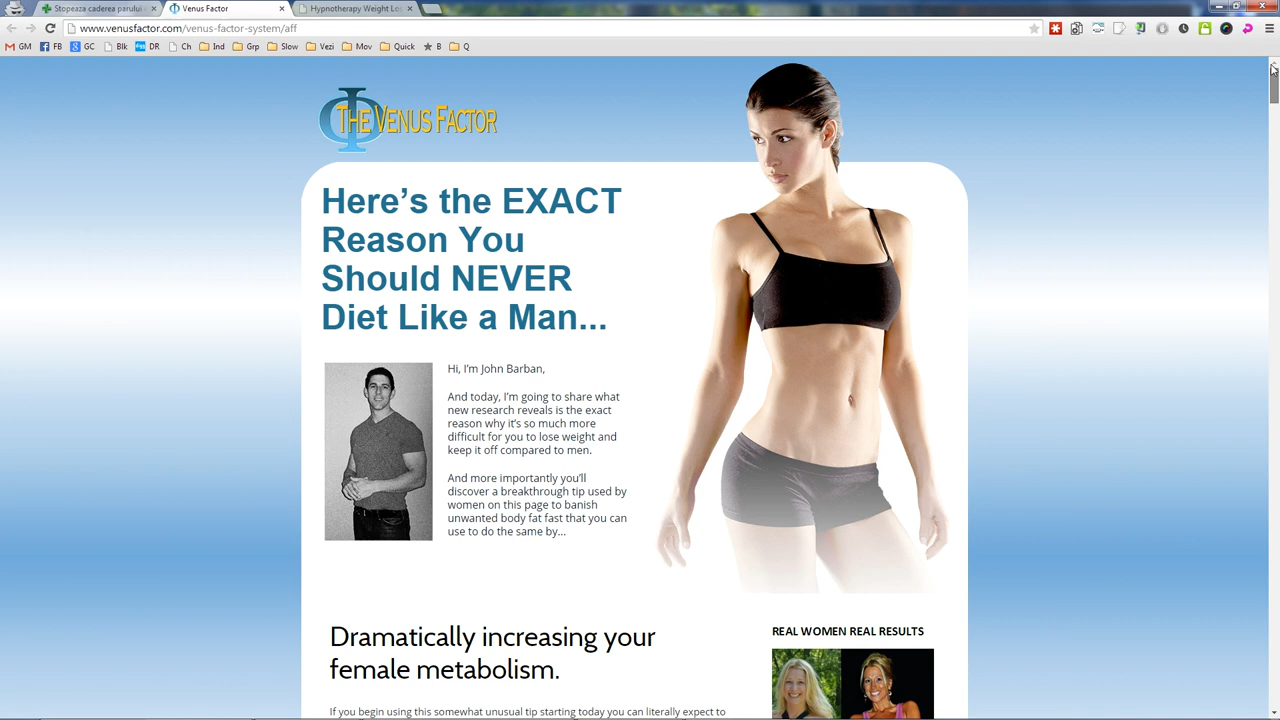 Stopeaza caderea parului
Venus Factor
Hypnotherapy Weight Lo
www.venusfactor.com/venus-factor-system/aff
GM FB GC Blk DR Ch Ind Grp Slow Vezi Mov Quick B Q
THE VENUS FACTOR
Here's the EXACT
Reason You
Should NEVER
Diet Like a Man...
Hi, I'm John Barban,
And today, I'm going to share what
new research reveals is the exact
reason why it's so much more
difficult for you to lose weight and
keep it off compared to men.
And more importantly you'll
discover a breakthrough tip used by
women on this page to banish
unwanted body fat fast that you can
use to do the same by...
Dramatically increasing your
female metabolism.
REAL WOMEN REAL RESULTS
If you begin using this somewhat unusual tip starting today you can literally expect to